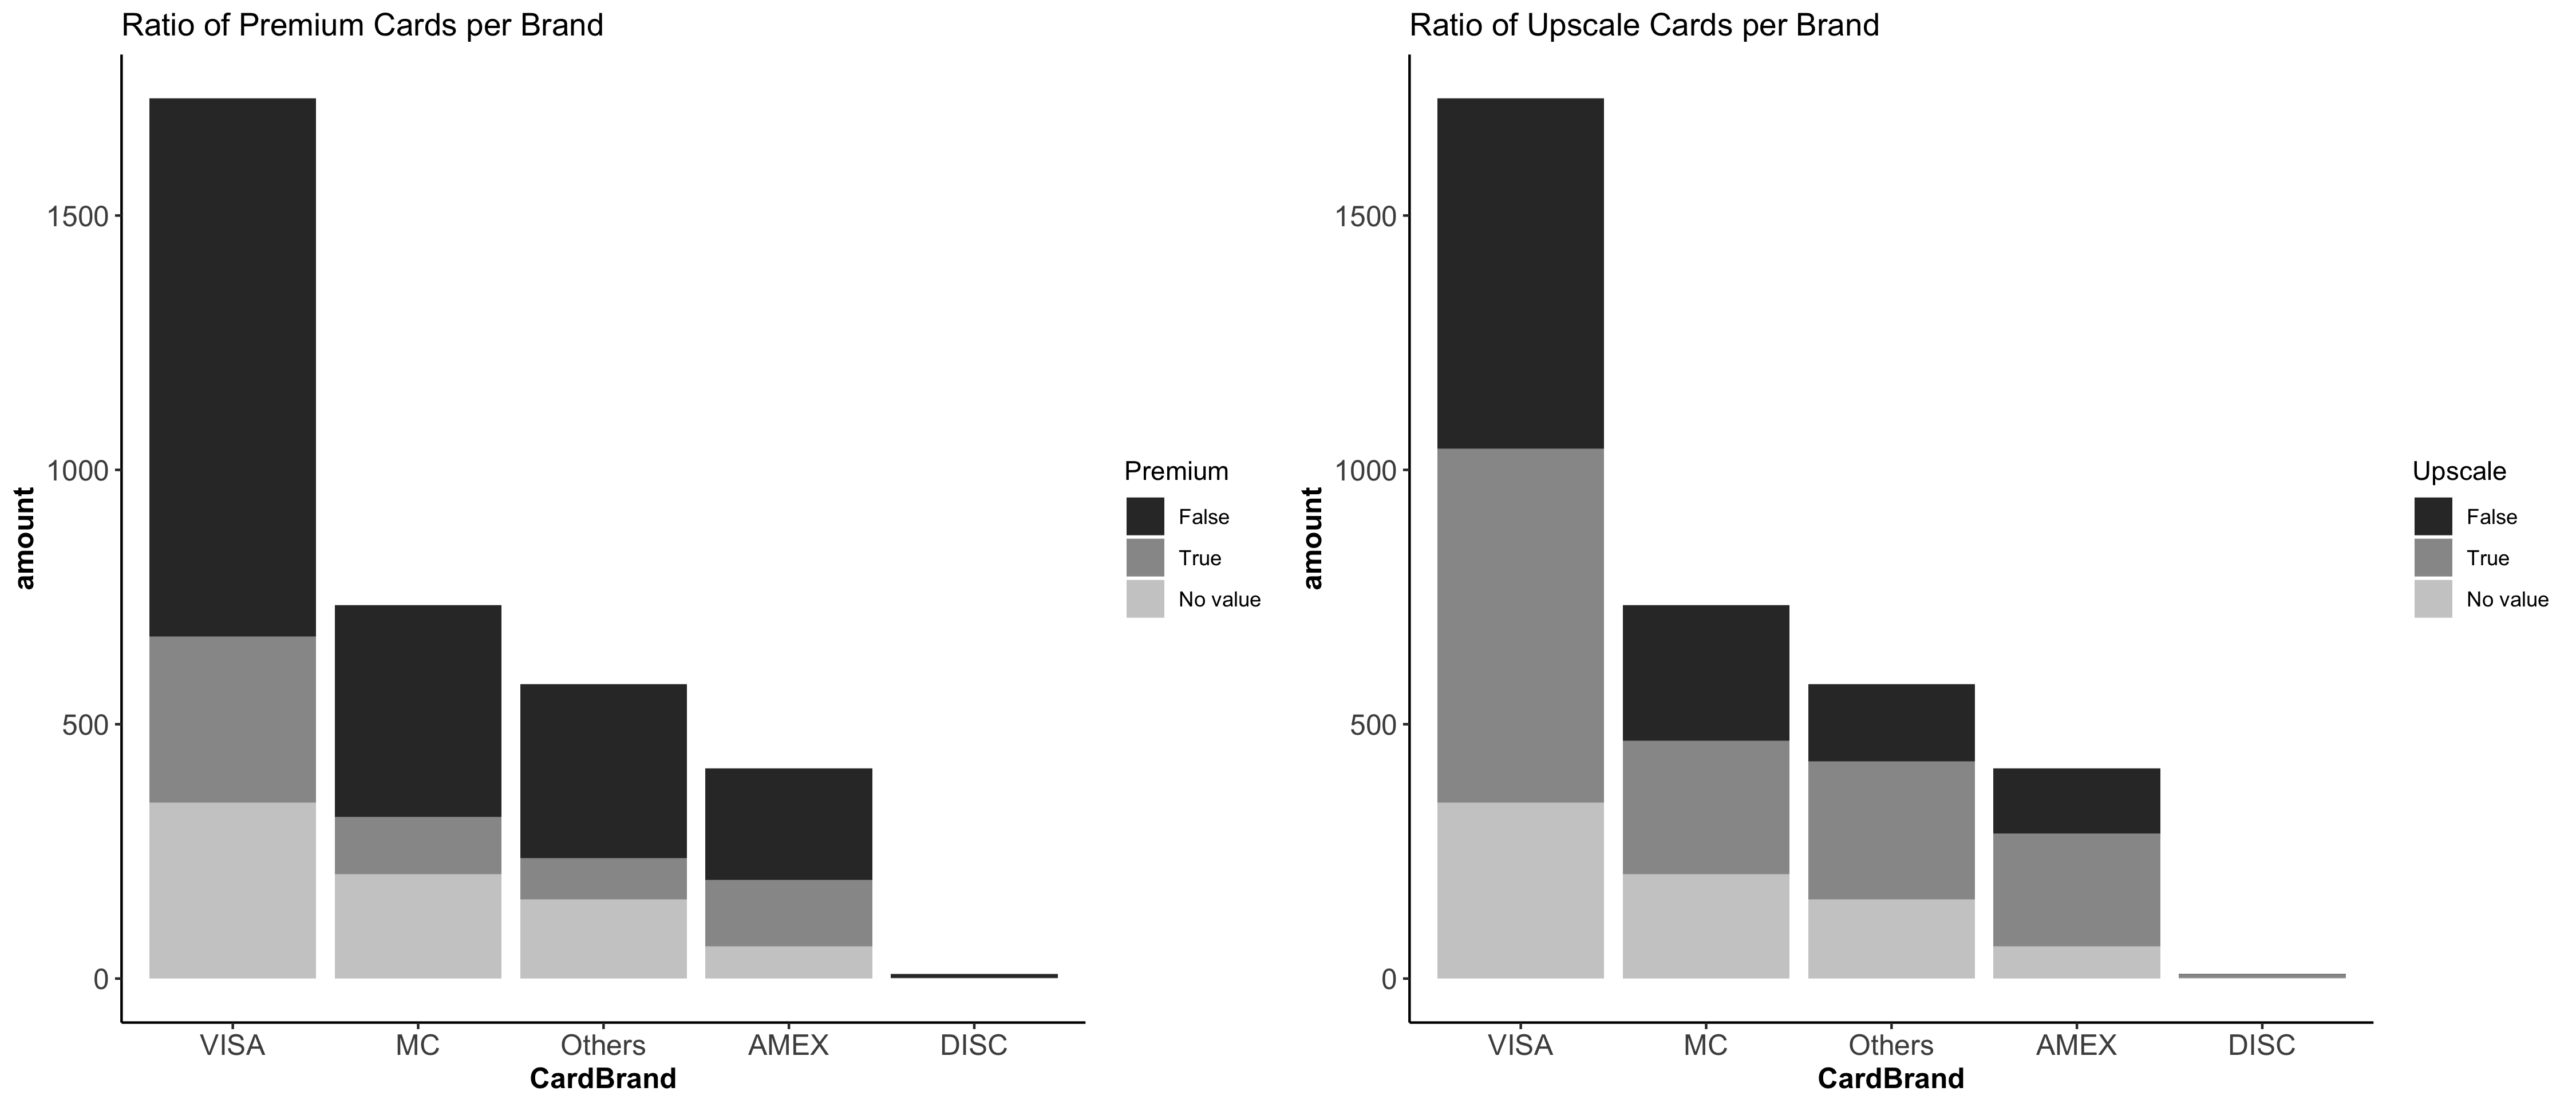 Ratio of Premium Cards per Brand
amount
1500
1000
500
0
VISA MC Others AMEX DISC
CardBrand
Premium
False
True
No value
Ratio of Upscale Cards per Brand
amount
1500
1000
500
0
VISA MC Others AMEX DISC
CardBrand
Upscale
False
True
No value